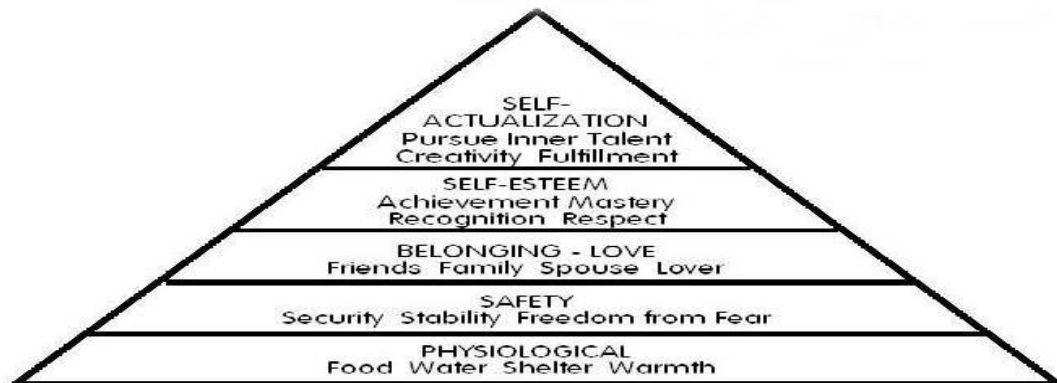 SELF-
ACTUALIZATION
Pursue Inner Talent
Creativity Fulfillment
SELF-ESTEEM
Achievement Mastery
Recognition Respect
BELONGING - LOVE
Friends Family Spouse Lover
SAFETY
Security Stability Freedom from Fear
PHYSIOLOGICAL
Food Water Shelter Warmth